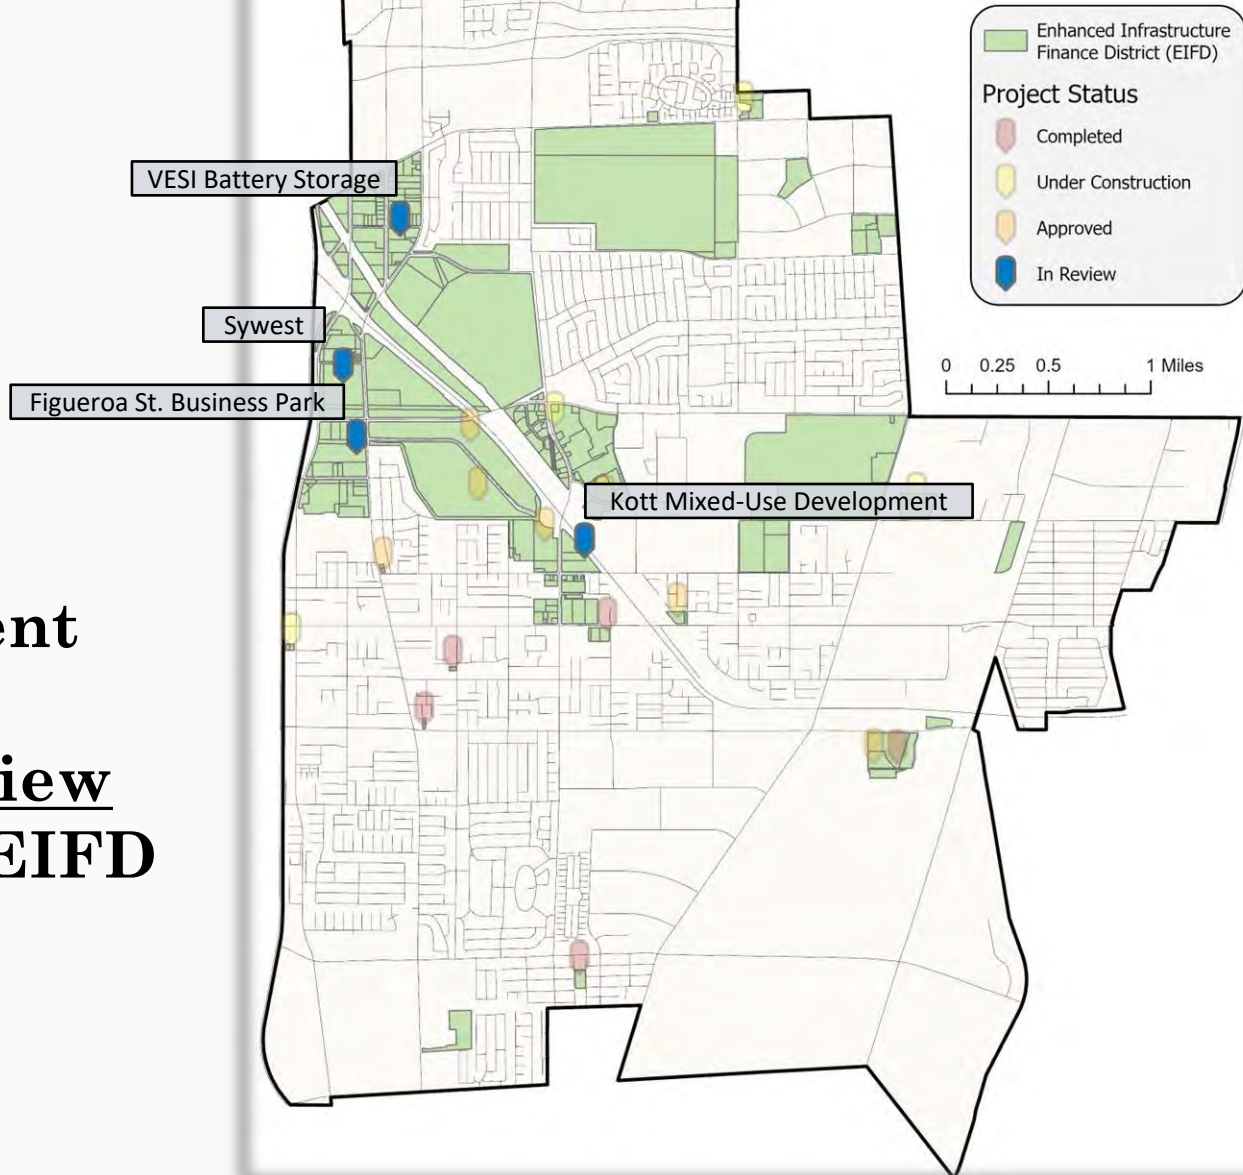 Enhanced Infrastructure
Finance District (EIFD)
Project Status
Completed
Under Construction
Approved
In Review
VESI Battery Storage
Sywest
0 0.25 0.5 1 Miles
Figueroa St. Business Park
Kott Mixed-Use Development
ent
iew
EIFD